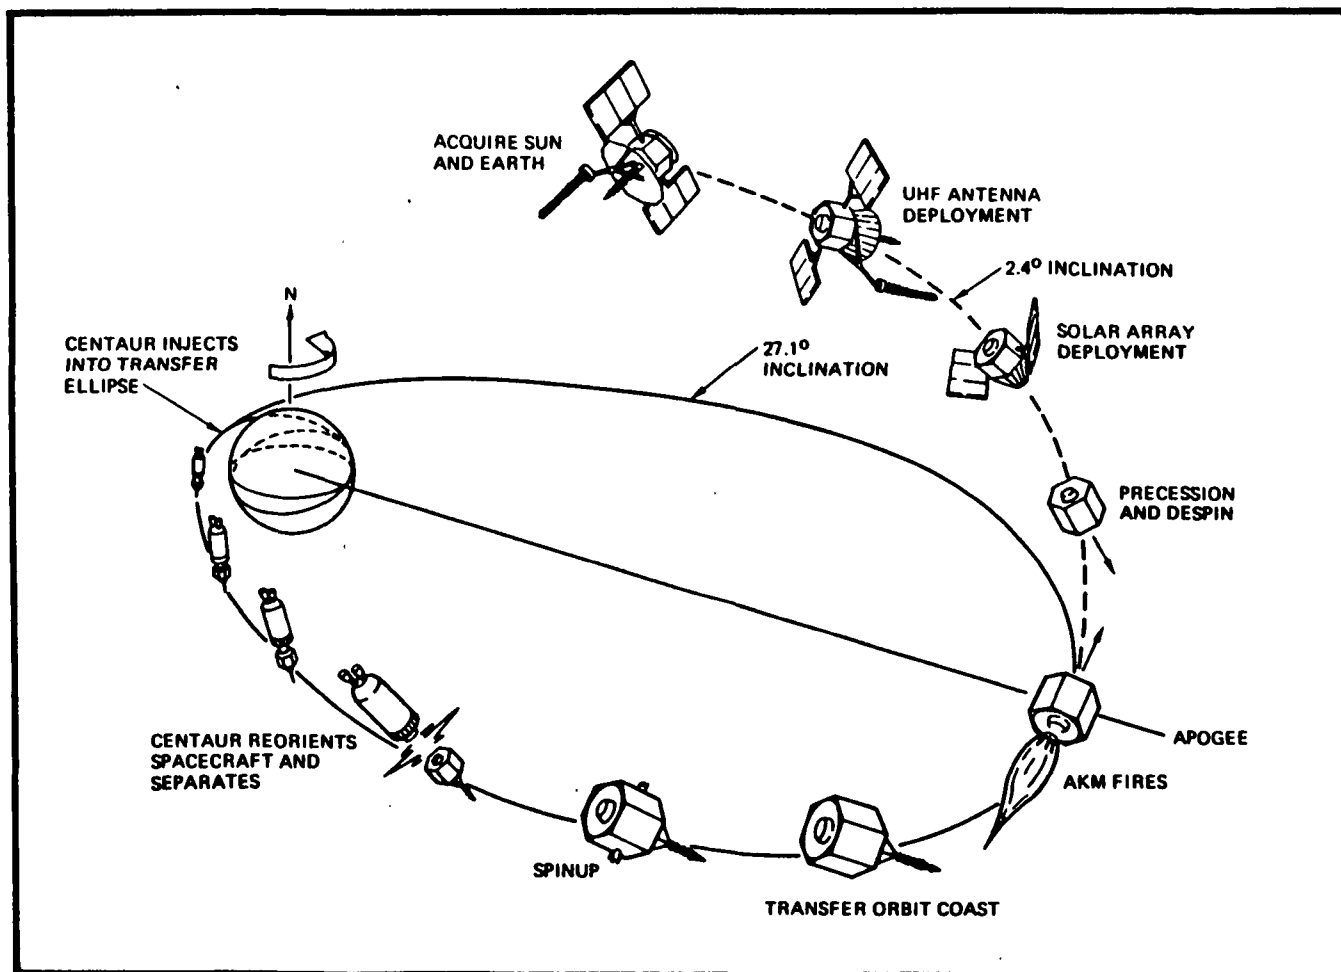 ACQUIRE SUN
AND EARTH
UHF ANTENNA
DEPLOYMENT
2.4° INCLINATION
SOLAR ARRAY
DEPLOYMENT
N
CENTAUR INJECTS
INTO TRANSFER
ELLIPSE
27.1°
INCLINATION
PRECESSION
AND DESPIN
CENTAUR REORIENTS
SPACECRAFT AND
SEPARATES
APOGEE
AKM FIRES
SPINUP
TRANSFER ORBIT COAST